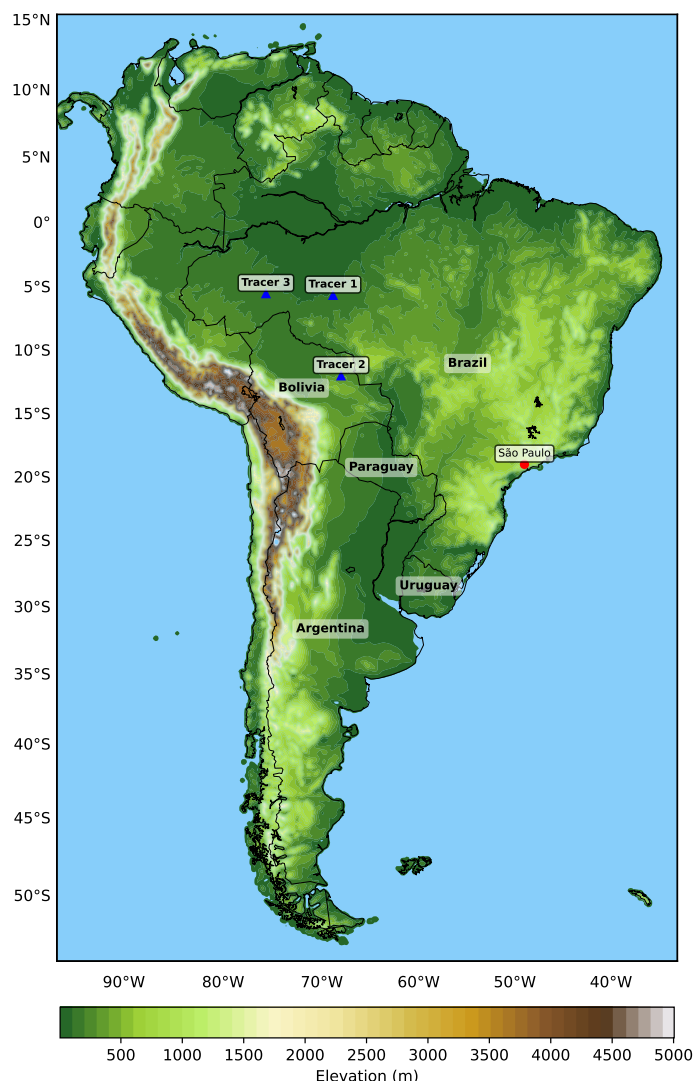 15°N
10°N
5°N
0°
5°S
10°S
15°S
20°S
25°S
30°S
35°S
40°S
45°S
50°S
Tracer 3
Tracer 1
Tracer 2
Brazil
Bolivia
São Paulo
Paraguay
Uruguay
Argentina
90°W 80°W 70°W 60°W 50°W 40°W
500 1000 1500 2000 2500 3000 3500 4000 4500 5000
Elevation (m)